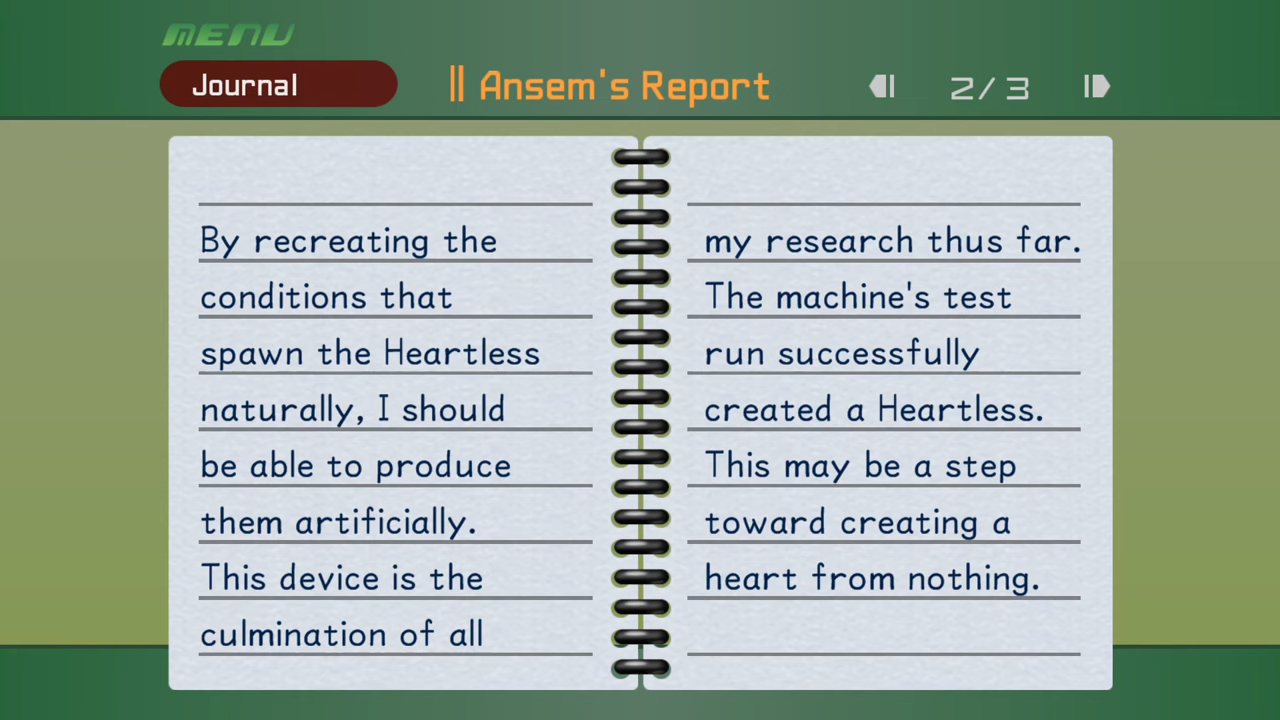 MENU
Journal
Ansem's Report
2/3
By recreating the
conditions that
spawn the Heartless
naturally, I should
be able to produce
them artificially.
This device is the
culmination of all
my research thus far.
The machine's test
run successfully
created a Heartless.
This may be a step
toward creating a
heart from nothing.